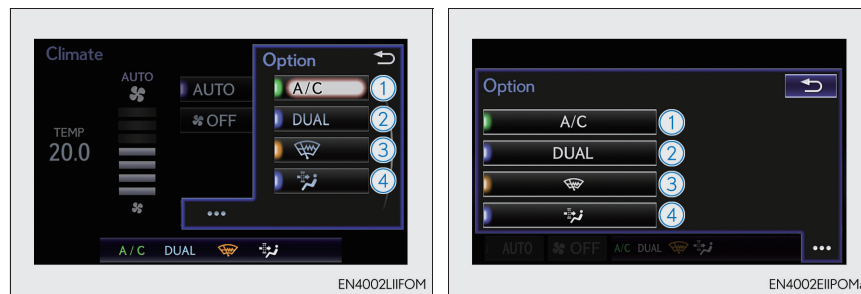 Climate
Option
AUTO
A/C
1
AUTO
DUAL
2
OFF
TEMP
20.0
3
4
•••
A/C DUAL
EN4002LIIFOM
Option
A/C
1
DUAL
2
3
4
AUTO OFF A/C DUAL
•••